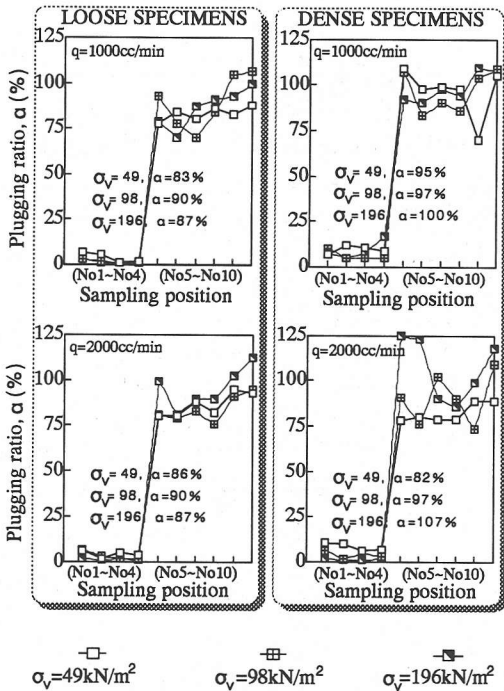 LOOSE SPECIMENS
DENSE SPECIMENS
Plugging ratio, α (%)
q=1000cc/min
125
100
75
50
25
0
σv= 49, α=83%
σv= 98, α=90%
σv=196, α=87%
(No1~No4)
(No5~No10)
Sampling position
q=1000cc/min
125
100
75
50
25
0
σv= 49, α=95%
σv= 98, α=97%
σv=196, α=100%
(No1~No4)
(No5~No10)
Sampling position
Plugging ratio, α (%)
q=2000cc/min
125
100
75
50
25
0
σv= 49, α=86%
σv= 98, α=90%
σv=196, α=87%
(No1~No4)
(No5~No10)
Sampling position
q=2000cc/min
125
100
75
50
25
0
σv= 49, α=82%
σv= 98, α=97%
σv=196, α=107%
(No1~No4)
(No5~No10)
Sampling position
σv=49kN/m²
σv=98kN/m²
σv=196kN/m²